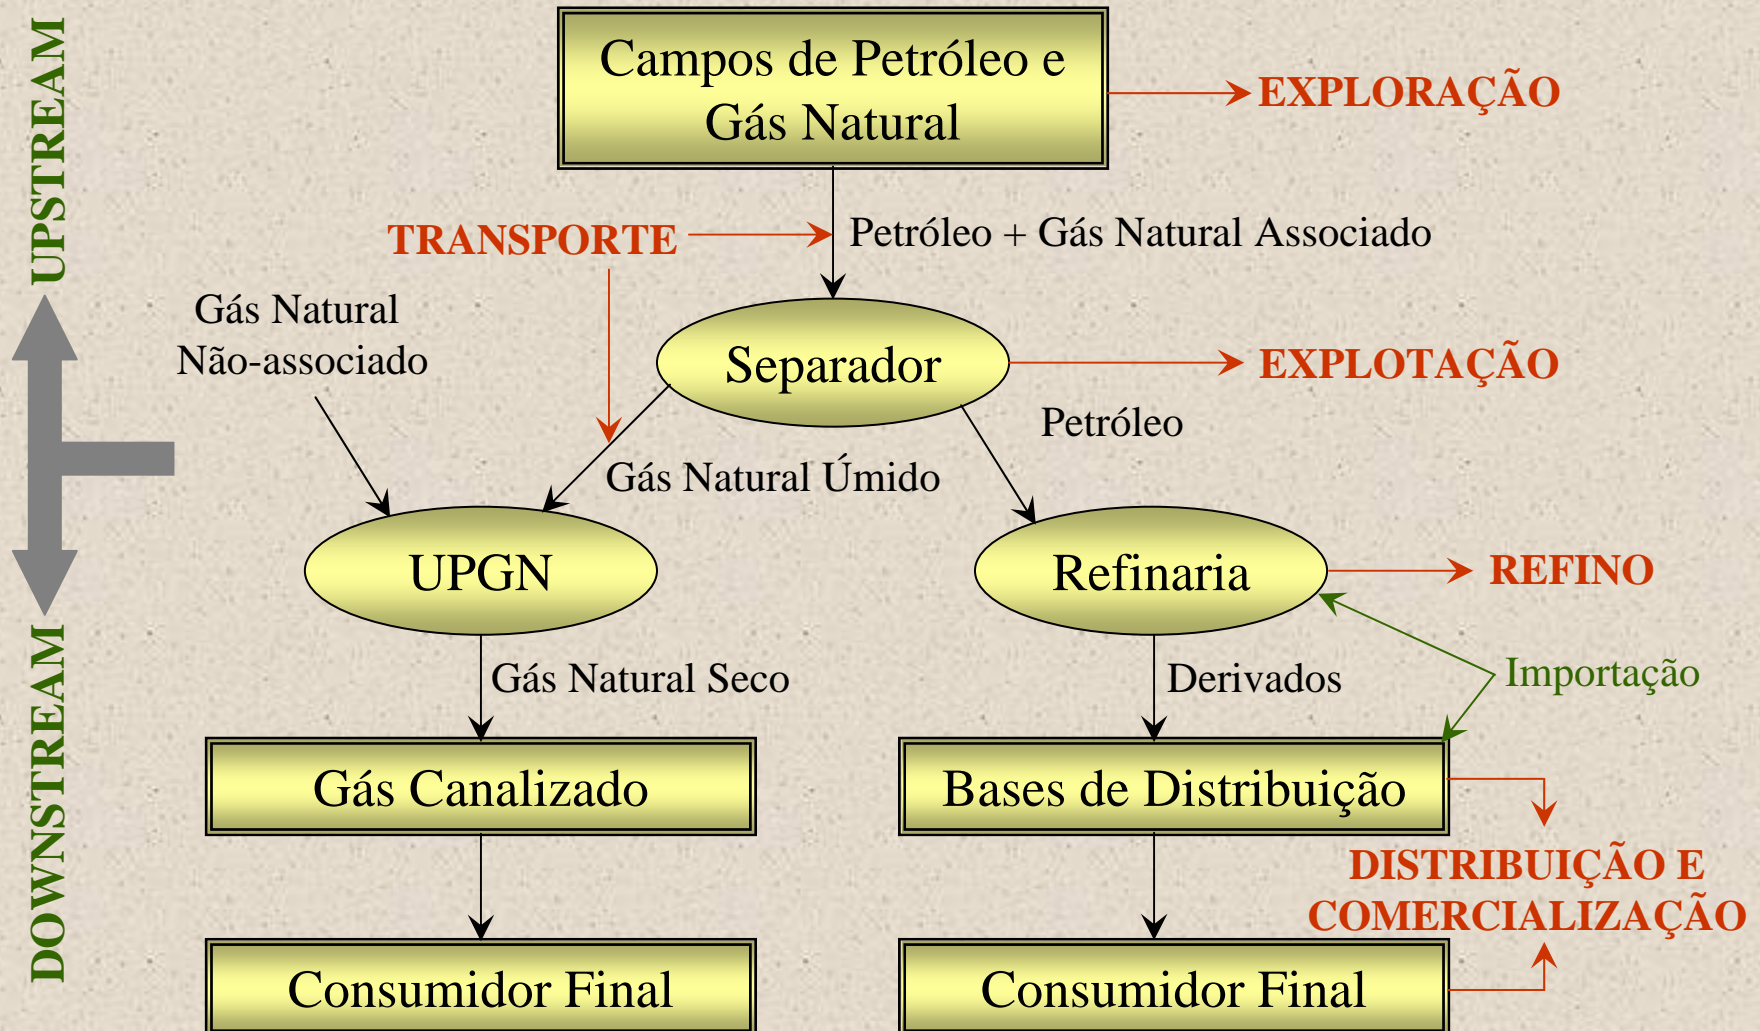 UPSTREAM
Campos de Petróleo e
Gás Natural
EXPLORAÇÃO
TRANSPORTE
Petróleo + Gás Natural Associado
Gás Natural
Não-associado
Separador
EXPLOTAÇÃO
Petróleo
Gás Natural Úmido
UPGN
Refinaria
REFINO
DOWNSTREAM
Gás Natural Seco
Derivados
Importação
Gás Canalizado
Bases de Distribuição
DISTRIBUIÇÃO E
COMERCIALIZAÇÃO
Consumidor Final
Consumidor Final